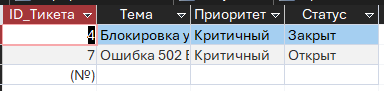 ID_Тикета Тема Приоритет Статус
4 Блокировка у Критичный Закрыт
7 Ошибка 502 Критичный Открыт
(№)